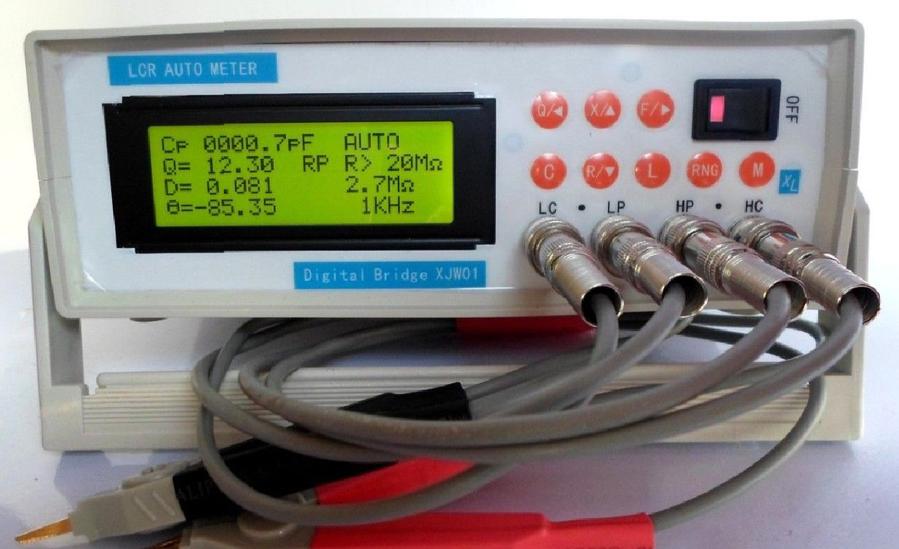 LCR AUTO METER
Cp 0000.7pF AUTO
Q= 12.30 RP R> 20MΩ
D= 0.081 2.7MΩ
θ=-85.35 1KHz
Digital Bridge XJW01
Q/◀ X/▲ F/▶
OFF
C R/▼ L RNG M
XL
LC • LP HP • HC